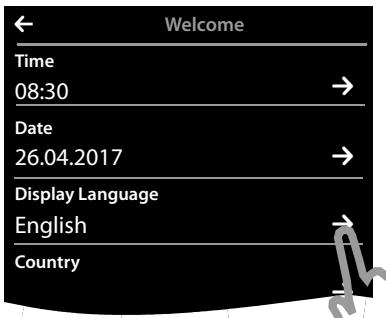 Welcome
Time
08:30
Date
26.04.2017
Display Language
English
Country